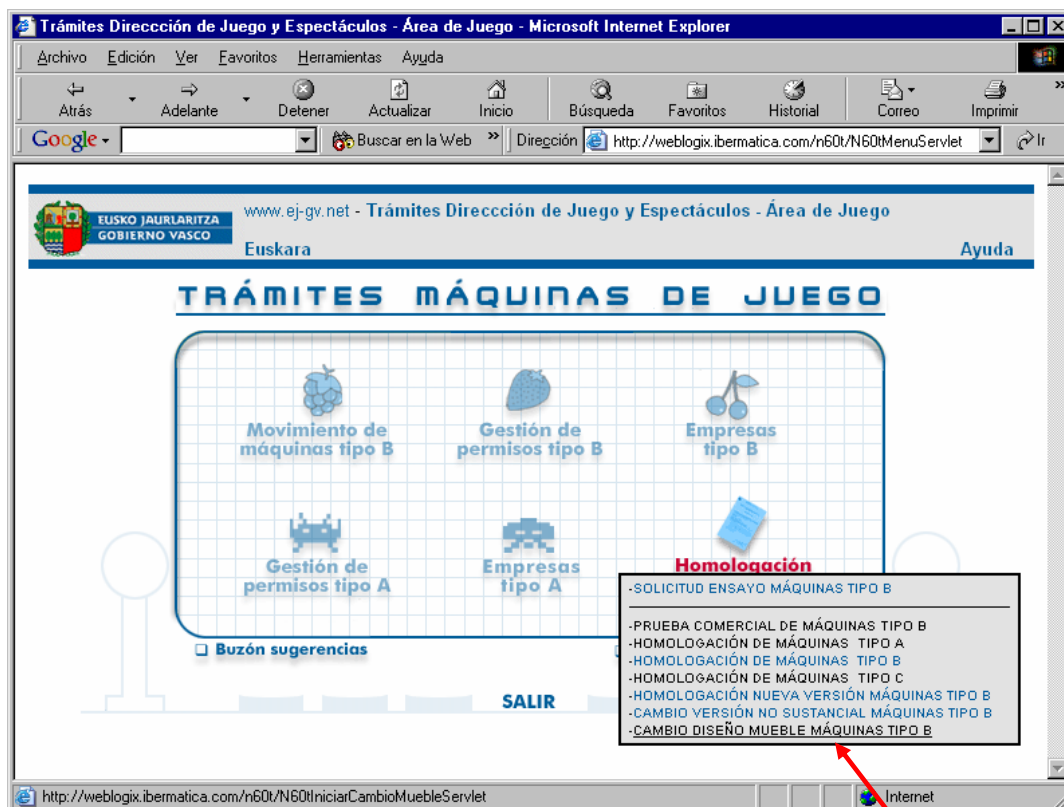 Trámites Direccción de Juego y Espectáculos - Área de Juego - Microsoft Internet Explorer
Archivo Edición Ver Favoritos Herramientas Ayuda
Atrás Adelante Detener Actualizar Inicio Búsqueda Favoritos Historial Correo Imprimir »
Google Buscar en la Web » Dirección http://weblogix.ibermatica.com/n60t/N60tMenuServlet Ir
EUSKO JAURLARITZA
GOBIERNO VASCO
www.ej-gv.net - Trámites Direccción de Juego y Espectáculos - Área de Juego
Euskara Ayuda
TRÁMITES MÁQUINAS DE JUEGO
Movimiento de
máquinas tipo B
Gestión de
permisos tipo B
Empresas
tipo B
Gestión de
permisos tipo A
Empresas
tipo A
Homologación
-SOLICITUD ENSAYO MÁQUINAS TIPO B
-PRUEBA COMERCIAL DE MÁQUINAS TIPO B
-HOMOLOGACIÓN DE MÁQUINAS TIPO A
-HOMOLOGACIÓN DE MÁQUINAS TIPO B
-HOMOLOGACIÓN DE MÁQUINAS TIPO C
-HOMOLOGACIÓN NUEVA VERSIÓN MÁQUINAS TIPO B
-CAMBIO VERSIÓN NO SUSTANCIAL MÁQUINAS TIPO B
-CAMBIO DISEÑO MUEBLE MÁQUINAS TIPO B
Buzón sugerencias
SALIR
http://weblogix.ibermatica.com/n60t/N60tIniciarCambioMuebleServlet Internet